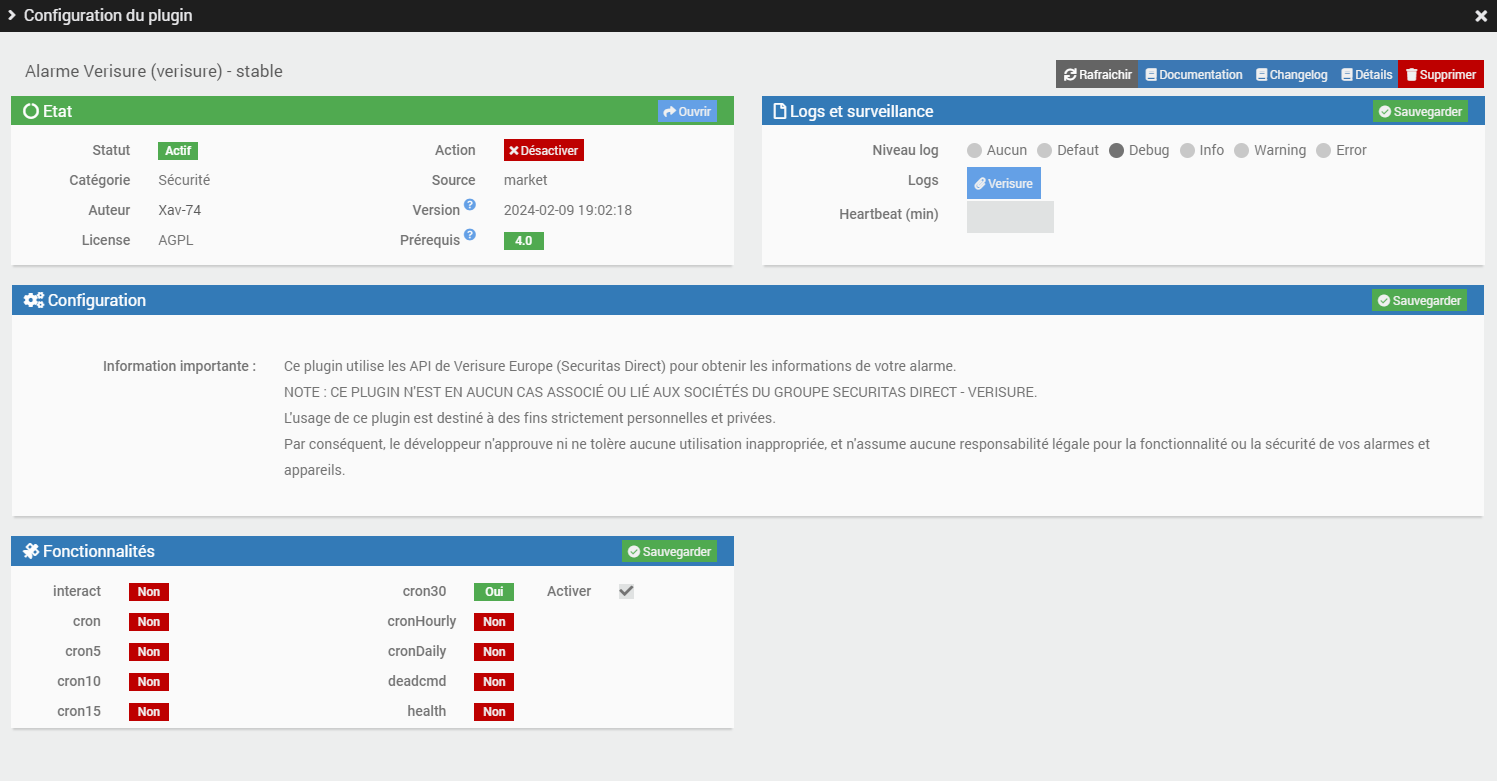 Configuration du plugin
Alarme Verisure (verisure) - stable
Rafraichir Documentation Changelog Détails Supprimer
Etat Ouvrir
Statut Actif Action Désactiver
Catégorie Sécurité Source market
Auteur Xav-74 Version ? 2024-02-09 19:02:18
License AGPL Prérequis ? 4.0
Logs et surveillance Sauvegarder
Niveau log Aucun Defaut Debug Info Warning Error
Logs Verisure
Heartbeat (min)
Configuration Sauvegarder
Information importante : Ce plugin utilise les API de Verisure Europe (Securitas Direct) pour obtenir les informations de votre alarme.
NOTE : CE PLUGIN N'EST EN AUCUN CAS ASSOCIÉ OU LIÉ AUX SOCIÉTÉS DU GROUPE SECURITAS DIRECT - VERISURE.
L'usage de ce plugin est destiné à des fins strictement personnelles et privées.
Par conséquent, le développeur n'approuve ni ne tolère aucune utilisation inappropriée, et n'assume aucune responsabilité légale pour la fonctionnalité ou la sécurité de vos alarmes et
appareils.
Fonctionnalités Sauvegarder
interact Non cron30 Oui Activer
cron Non cronHourly Non
cron5 Non cronDaily Non
cron10 Non deadcmd Non
cron15 Non health Non